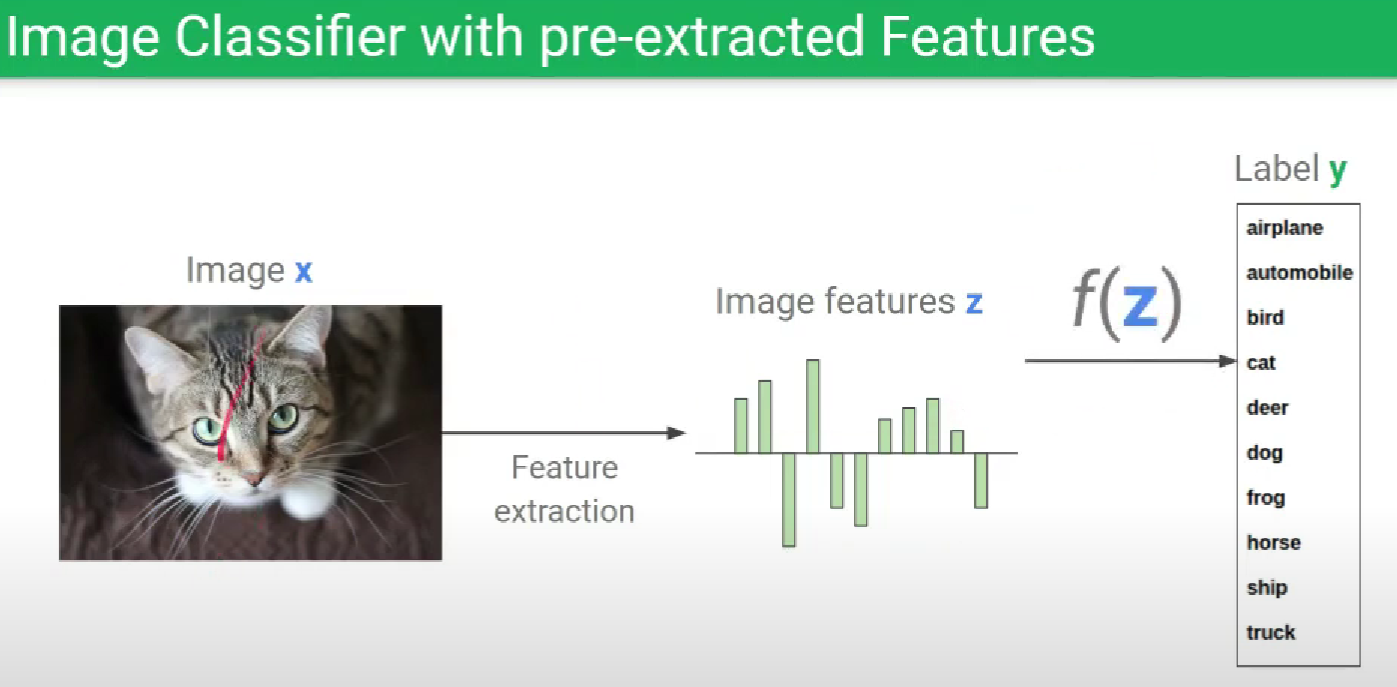 Image Classifier with pre-extracted Features
Image x
Feature
extraction
Image features z
f(z)
Label y
airplane
automobile
bird
cat
deer
dog
frog
horse
ship
truck